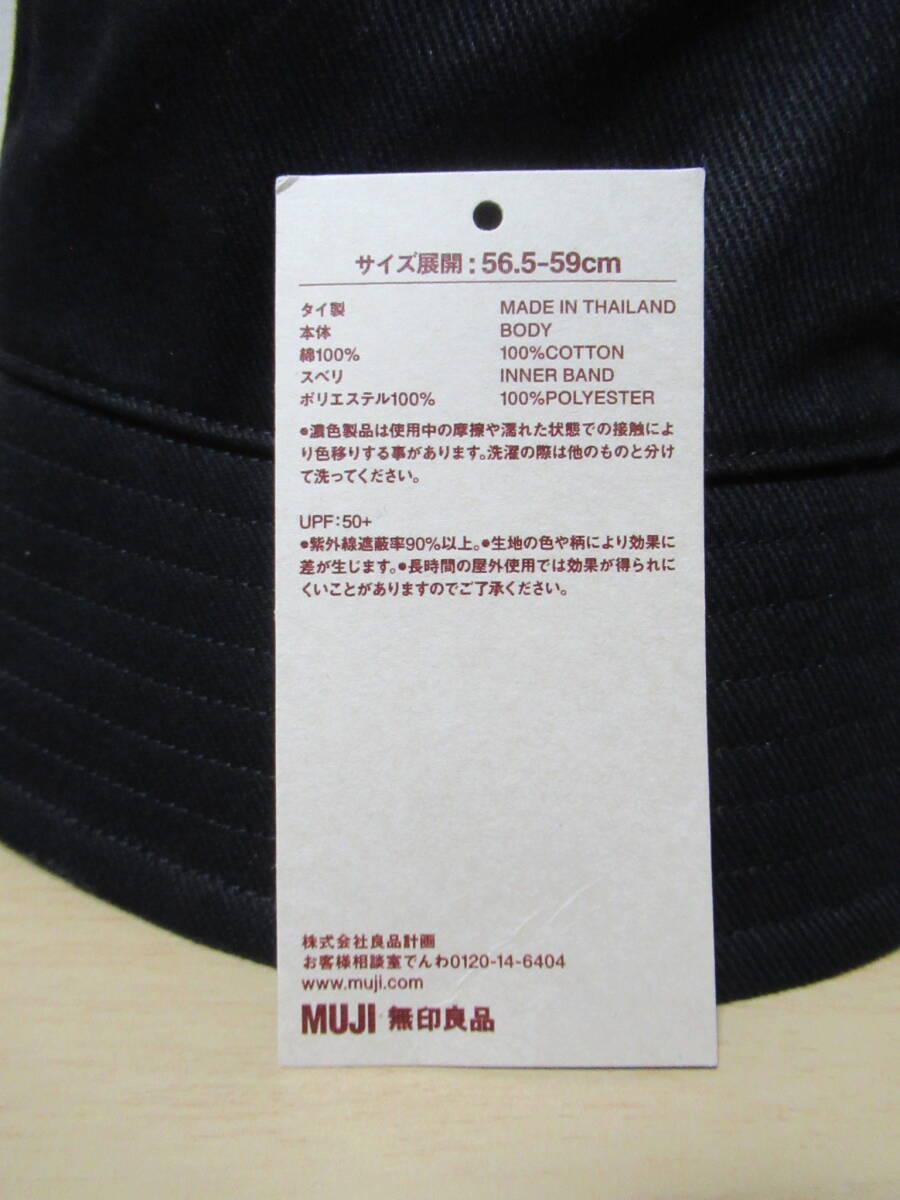 サイズ展開:56.5-59cm
タイ製 MADE IN THAILAND
本体 BODY
綿100% 100%COTTON
スベリ INNER BAND
ポリエステル100% 100%POLYESTER
●濃色製品は使用中の摩擦や濡れた状態での接触によ
り色移りする事があります。洗濯の際は他のものと分け
て洗ってください。
UPF:50+
●紫外線遮蔽率90%以上。●生地の色や柄により効果に
差が生じます。●長時間の屋外使用では効果が得られに
くいことがありますのでご了承ください。
株式会社良品計画
お客様相談室でんわ0120-14-6404
www.muji.com
MUJI 無印良品